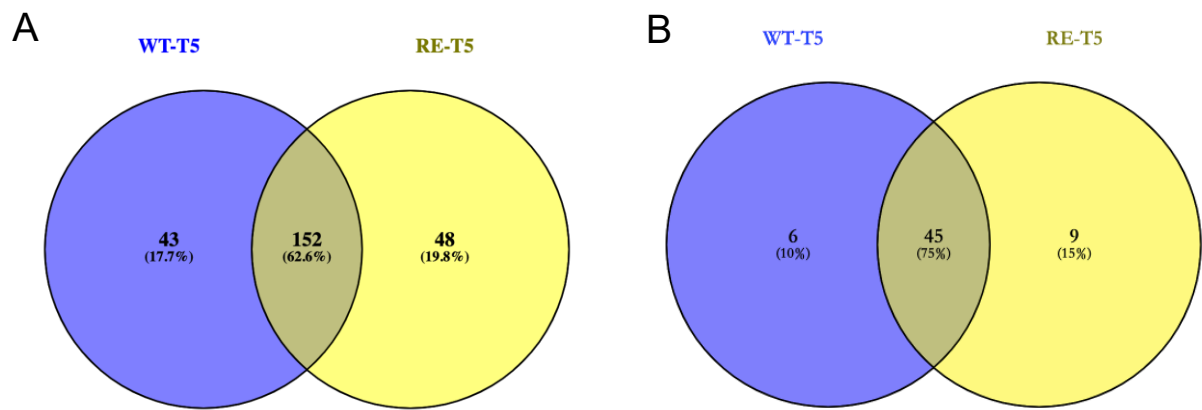 A
WT-T5
RE-T5
43
(17.7%)
152
(62.6%)
48
(19.8%)
B
WT-T5
RE-T5
6
(10%)
45
(75%)
9
(15%)